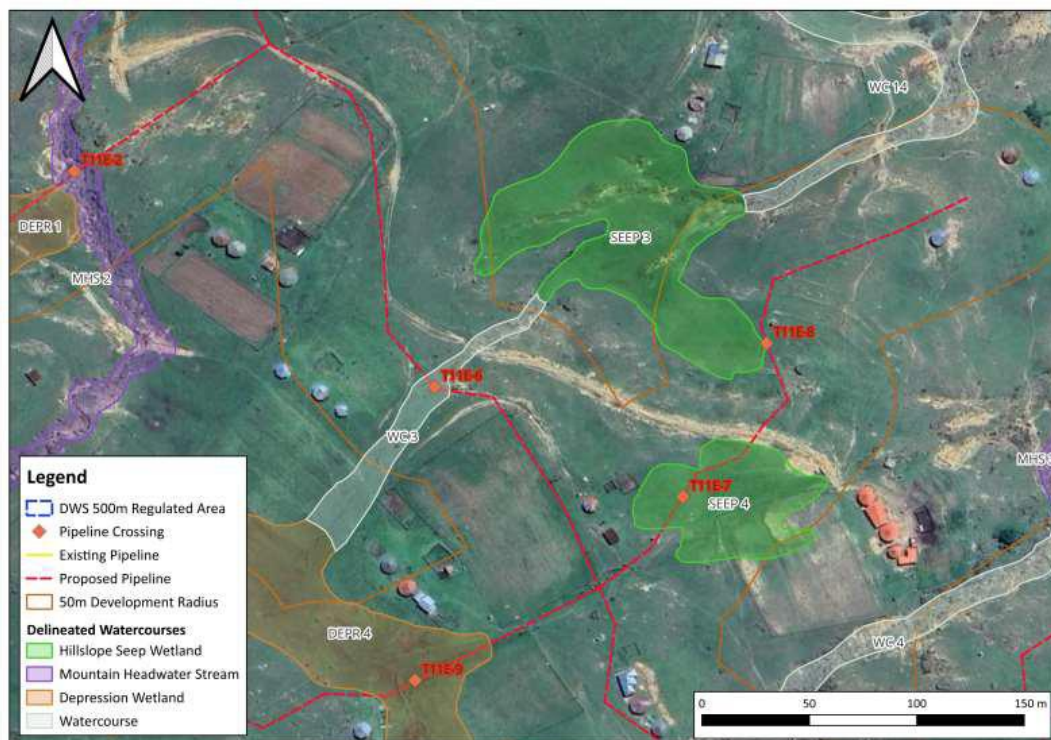 WC 14
T11E-2
DEPR 1
SEEP 3
MHS 2
T11E-8
T11E-6
WC 3
MHS 3
T11E-7
SEEP 4
DEPR 4
WC 4
T11E-9
Legend
DWS 500m Regulated Area
Pipeline Crossing
Existing Pipeline
Proposed Pipeline
50m Development Radius
Delineated Watercourses
Hillslope Seep Wetland
Mountain Headwater Stream
Depression Wetland
Watercourse
0 50 100 150 m